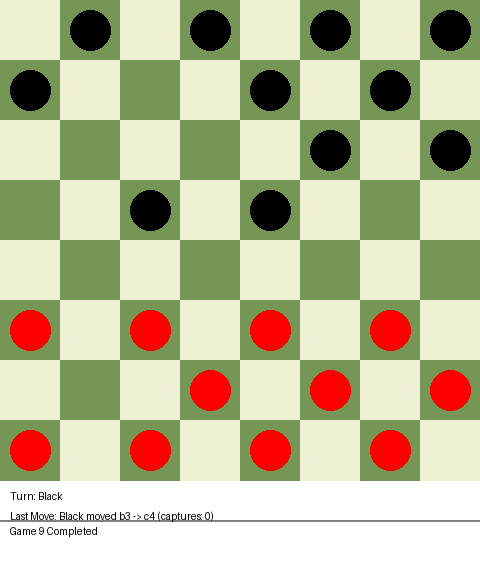 Turn: Black
Last Move: Black moved b3 -> c4 (captures: 0)
Game 9 Completed